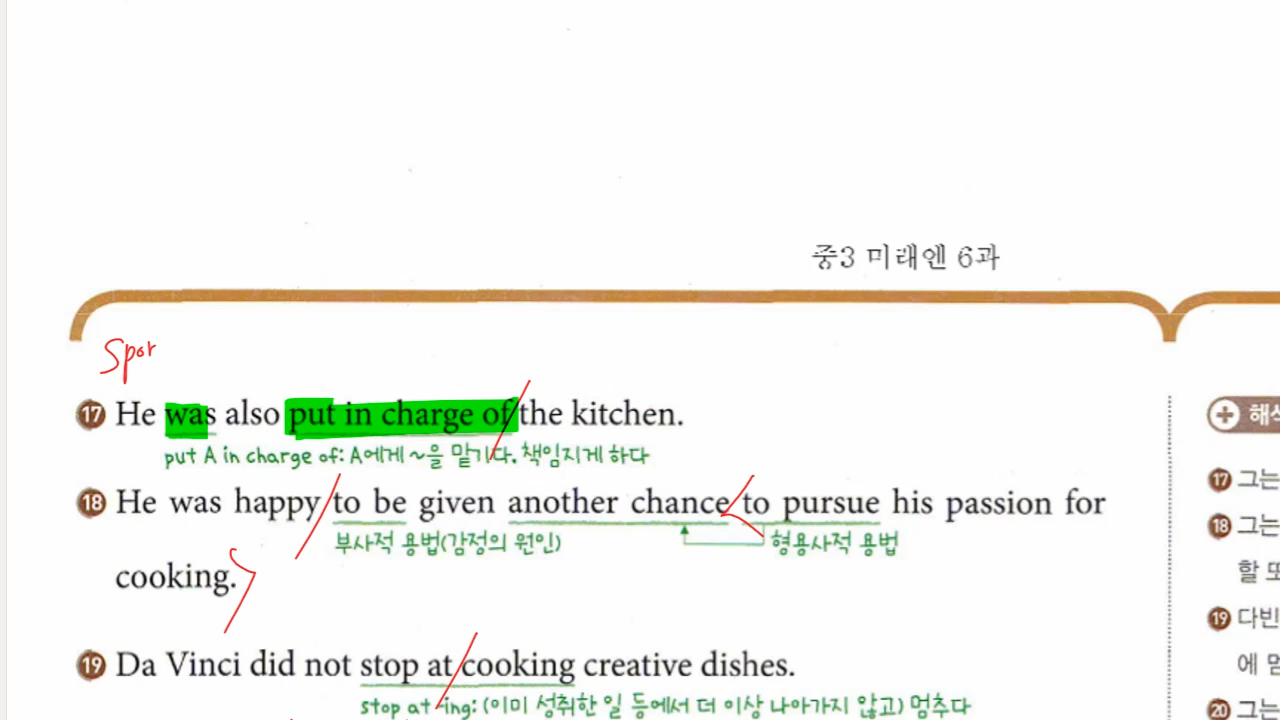 중3 미래엔 6과
Spor
17 He was also put in charge of the kitchen.
put A in charge of: A에게 ~을 맡기다. 책임지게 하다
18 He was happy to be given another chance to pursue his passion for
부사적 용법(감정의 원인) 형용사적 용법
cooking.
19 Da Vinci did not stop at cooking creative dishes.
stop at -ing: (이미 성취한 일 등에서 더 이상 나아가지 않고) 멈추다
17 그는
18 그는
할 또
19 다빈
에 멈
20 그는